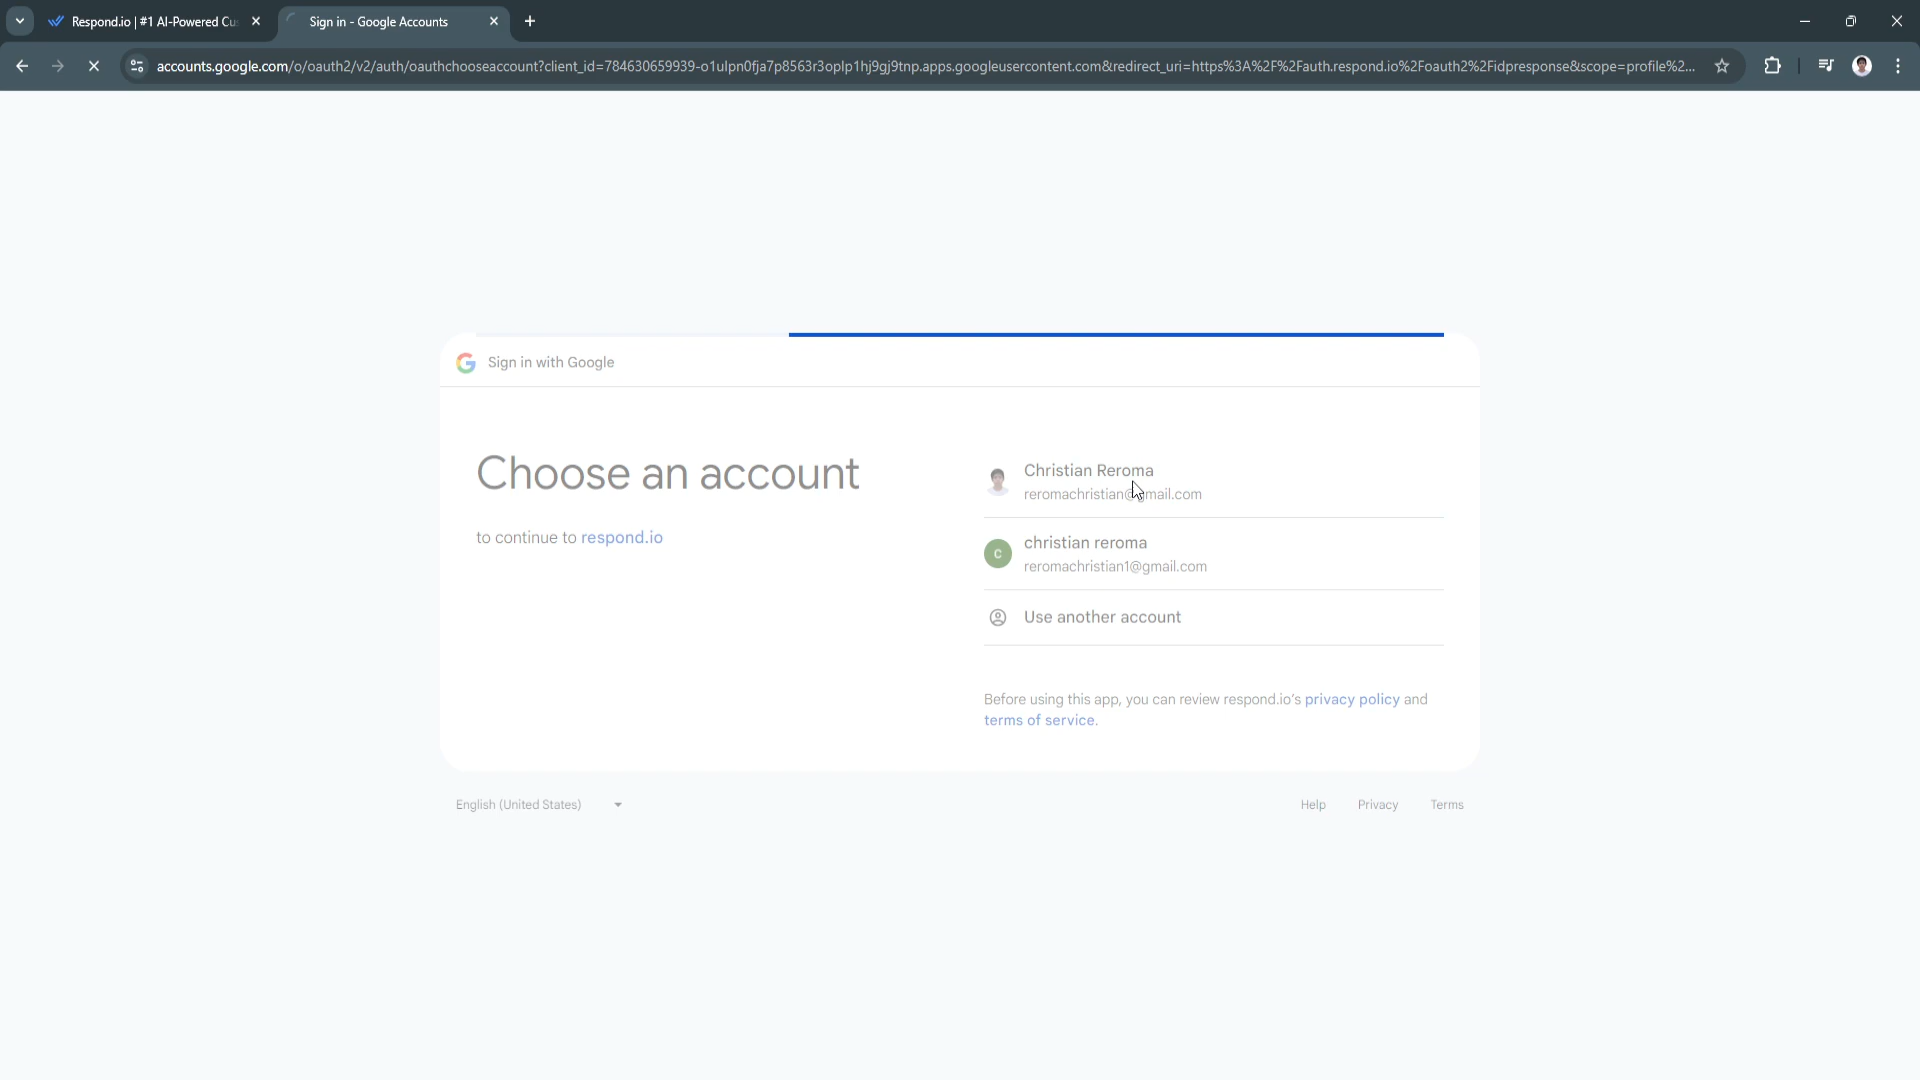 Respond.io | #1 AI-Powered Cu
Sign in - Google Accounts
accounts.google.com/o/oauth2/v2/auth/oauthchooseaccount?client_id=784630659939-o1ulpn0fja7p8563r3oplp1hj9gj9tnp.apps.googleusercontent.com&redirect_uri=https%3A%2F%2Fauth.respond.io%2Foauth2%2Fidpresponse&scope=profile%2...
Sign in with Google
Choose an account
to continue to respond.io
Christian Reroma
reromachristian@gmail.com
C
christian reroma
reromachristian1@gmail.com
Use another account
Before using this app, you can review respond.io's privacy policy and
terms of service.
English (United States)
Help
Privacy
Terms